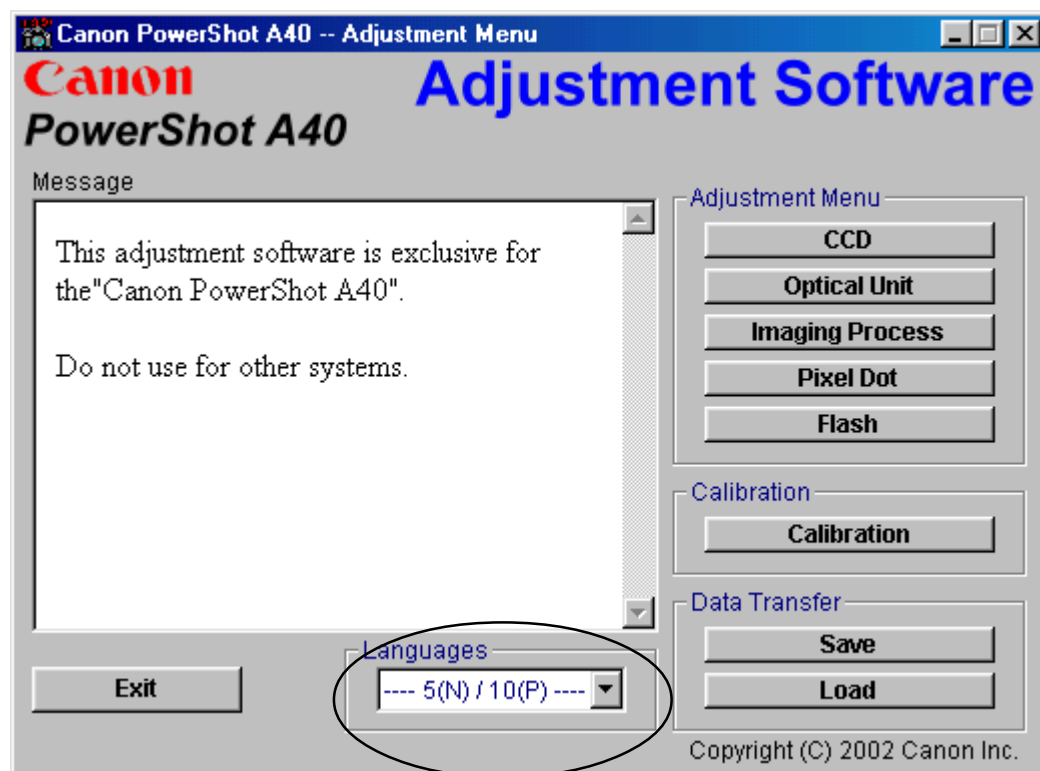 Canon PowerShot A40 -- Adjustment Menu
Canon
Adjustment Software
PowerShot A40
Message
This adjustment software is exclusive for
the"Canon PowerShot A40".
Do not use for other systems.
Adjustment Menu
CCD
Optical Unit
Imaging Process
Pixel Dot
Flash
Calibration
Calibration
Data Transfer
Save
Load
Languages
---- 5(N) / 10(P) ----
Exit
Copyright (C) 2002 Canon Inc.